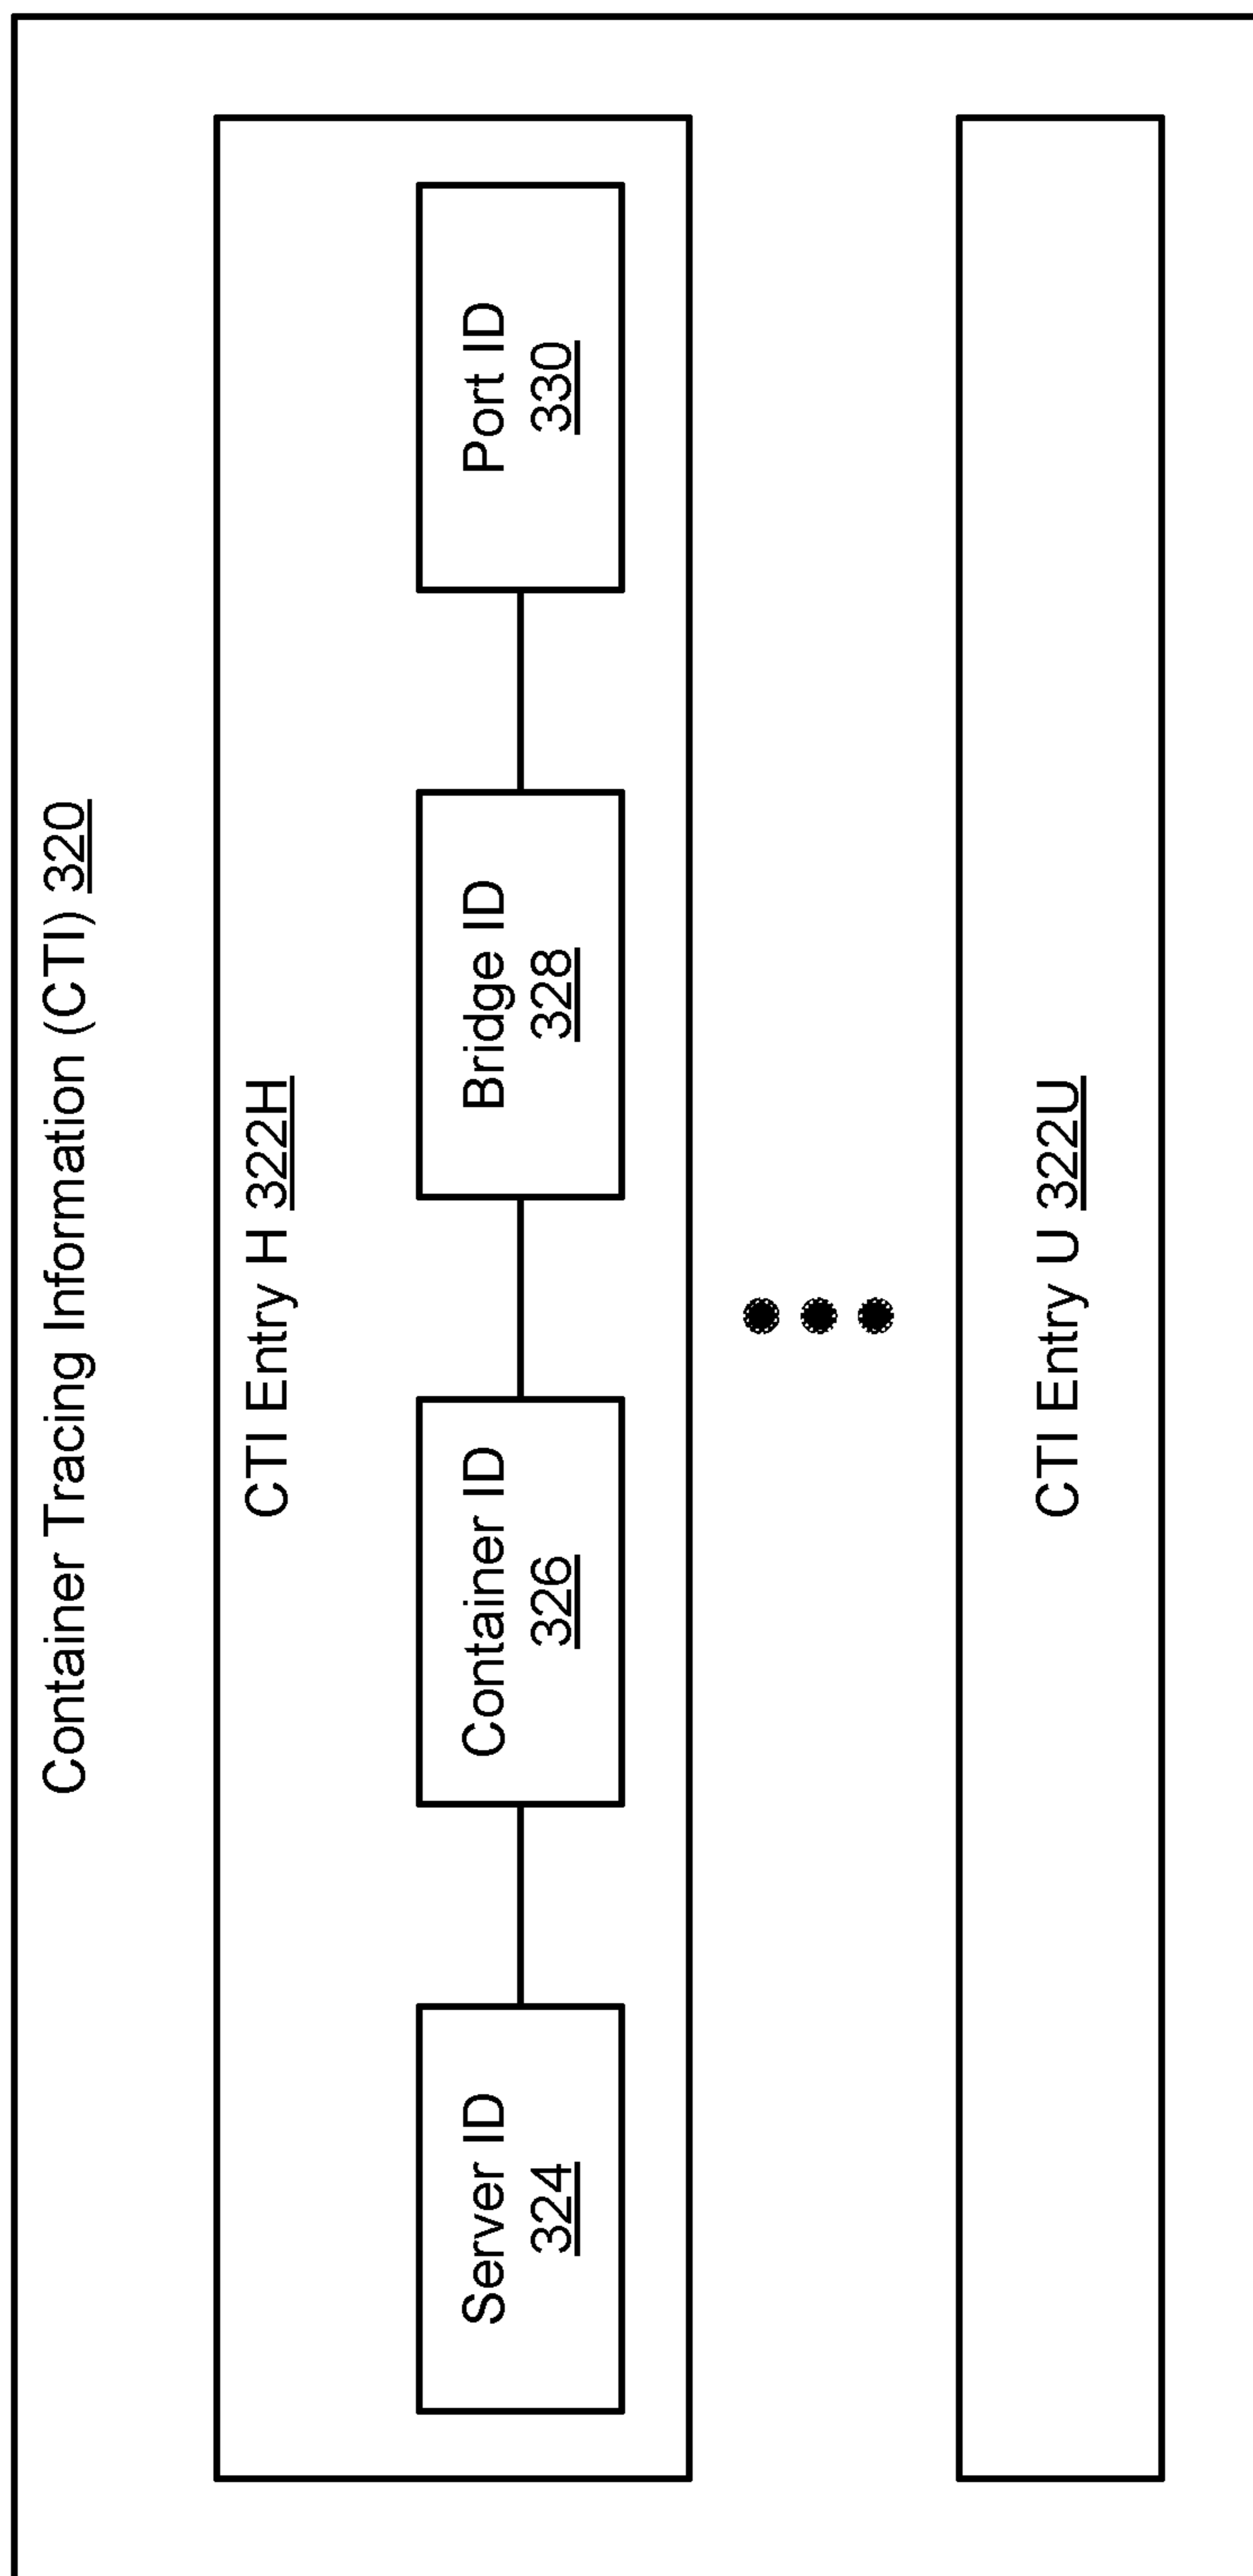 Container Tracing Information (CTI) 320
CTI Entry H 322H
Server ID
324
Container ID
326
Bridge ID
328
Port ID
330
CTI Entry U 322U